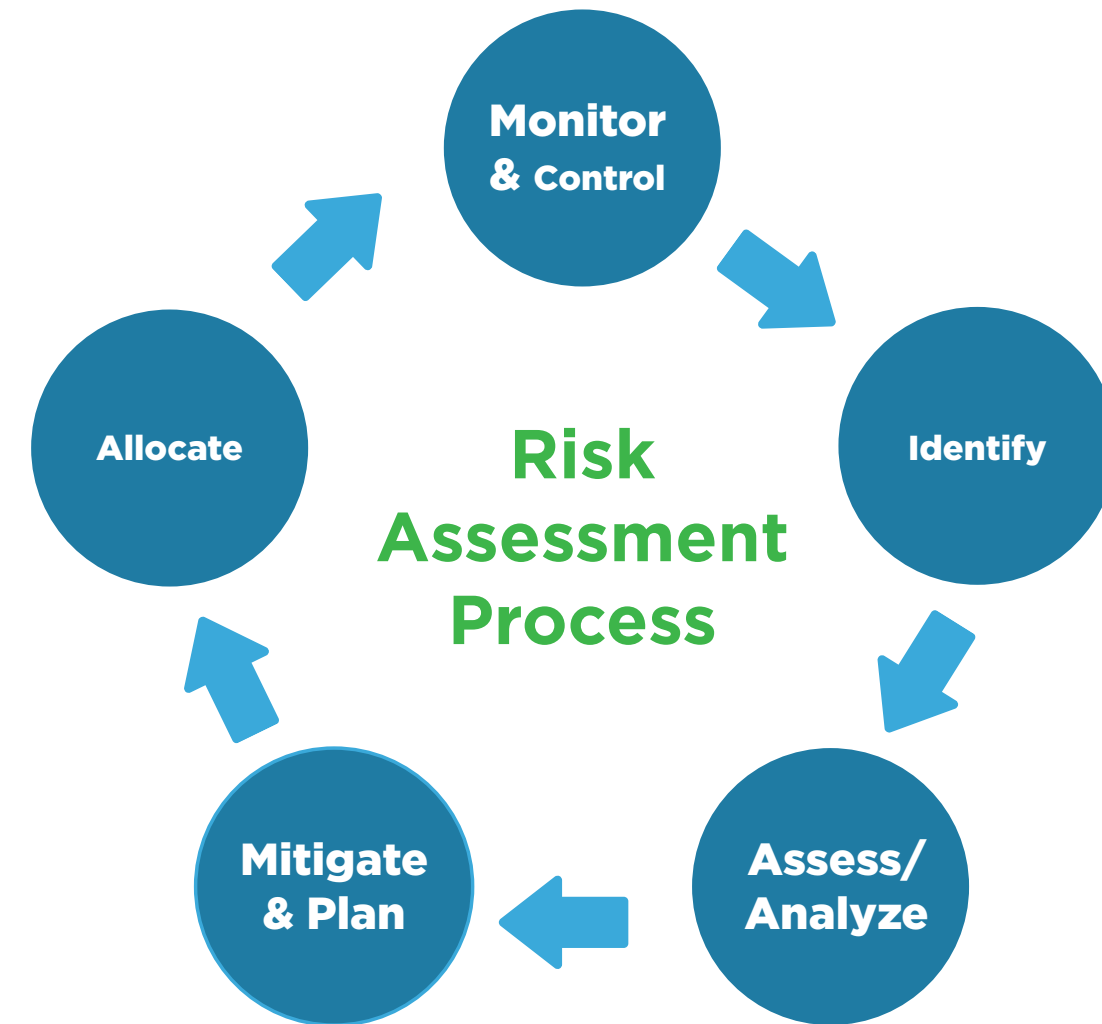 Monitor
& Control
Identify
Assess/
Analyze
Mitigate
& Plan
Allocate
Risk
Assessment
Process